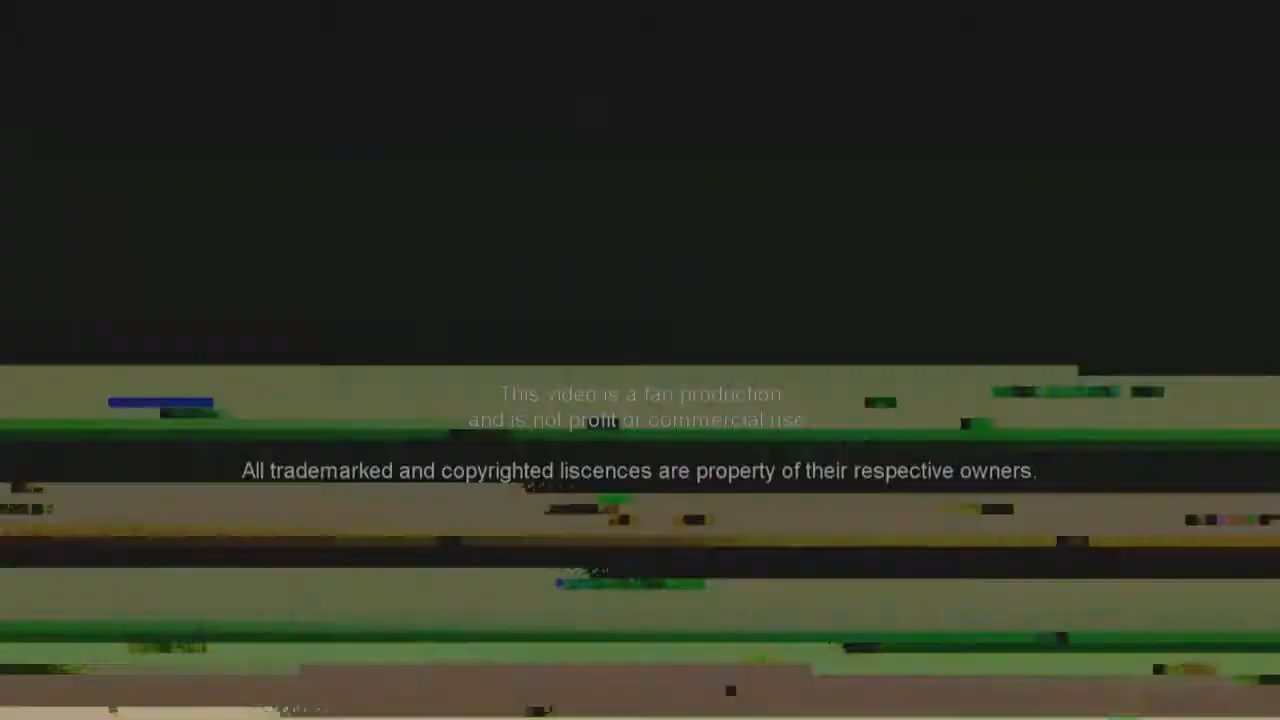 This video is a fan production
and is not profit or commercial use
All trademarked and copyrighted liscences are property of their respective owners.